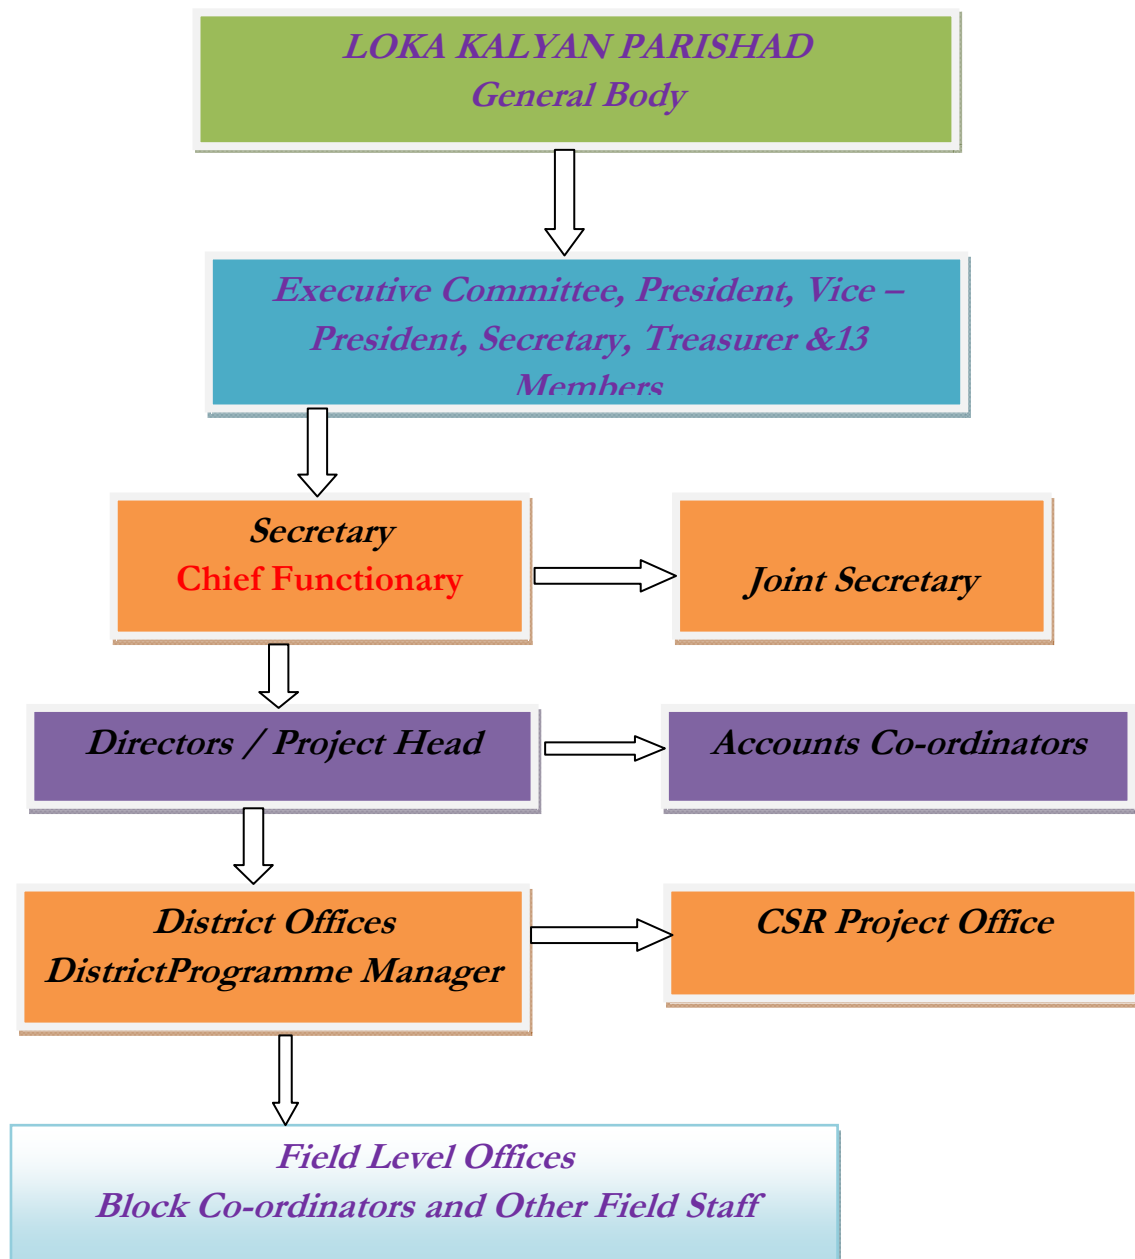 LOKA KALYAN PARISHAD
General Body
Executive Committee, President, Vice –
President, Secretary, Treasurer &13
Members
Secretary
Chief Functionary
Joint Secretary
Directors / Project Head
Accounts Co-ordinators
District Offices
DistrictProgramme Manager
CSR Project Office
Field Level Offices
Block Co-ordinators and Other Field Staff